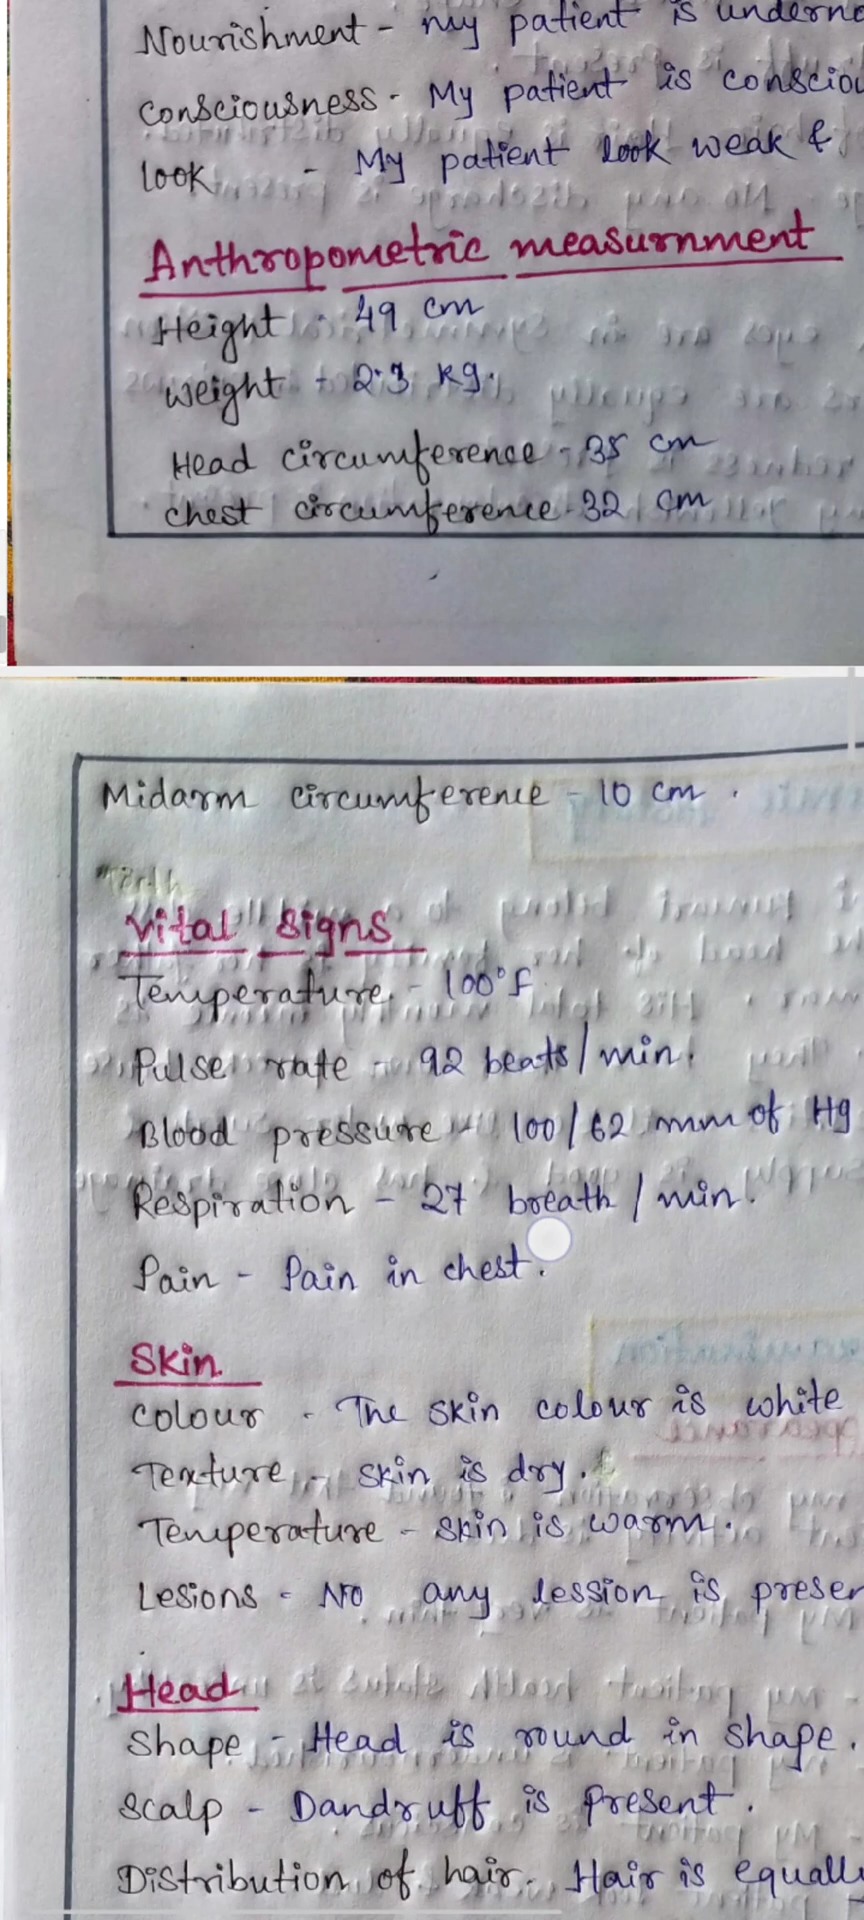 Nourishment - my patient is underno
Consciousness - My patient is consciou
look - My patient look weak &
Anthropometric measurnment
Height - 49 cm
weight - 2.3 kg.
Head circumference - 35 cm
chest circumference - 32 cm
Midarm circumference - 10 cm .
Vital signs
Temperature - 100°f
Pulse rate - 92 beats/min.
Blood pressure - 100/62 mm of Hg
Respiration - 27 breath / min.
Pain - Pain in chest.
Skin
colour - The skin colour is white
Texture - skin is dry.
Temperature - skin is warm.
Lesions - No any lession is presen
Head
Shape - Head is round in shape.
Scalp - Dandruff is present.
Distribution of hair - Hair is equall